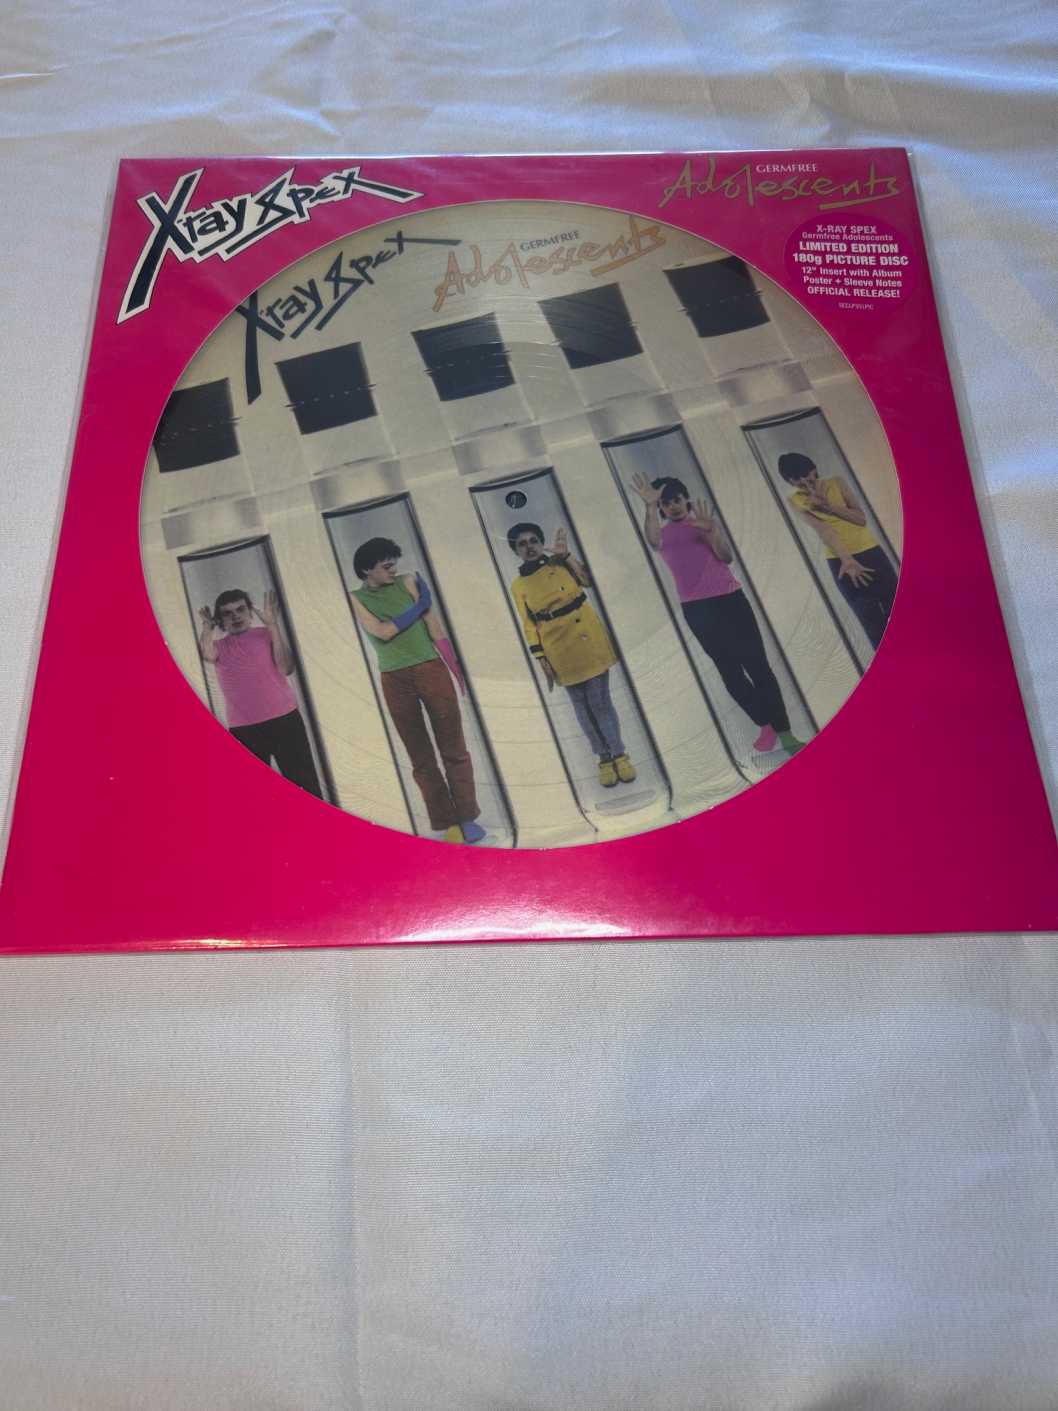 X-ray Spex
GERMFREE
Adolescents
X-RAY SPEX
Germfree Adolescents
LIMITED EDITION
180g PICTURE DISC
12" Insert with Album
Poster + Sleeve Notes
OFFICIAL RELEASE!
X-ray Spex
GERMFREE
Adolescents